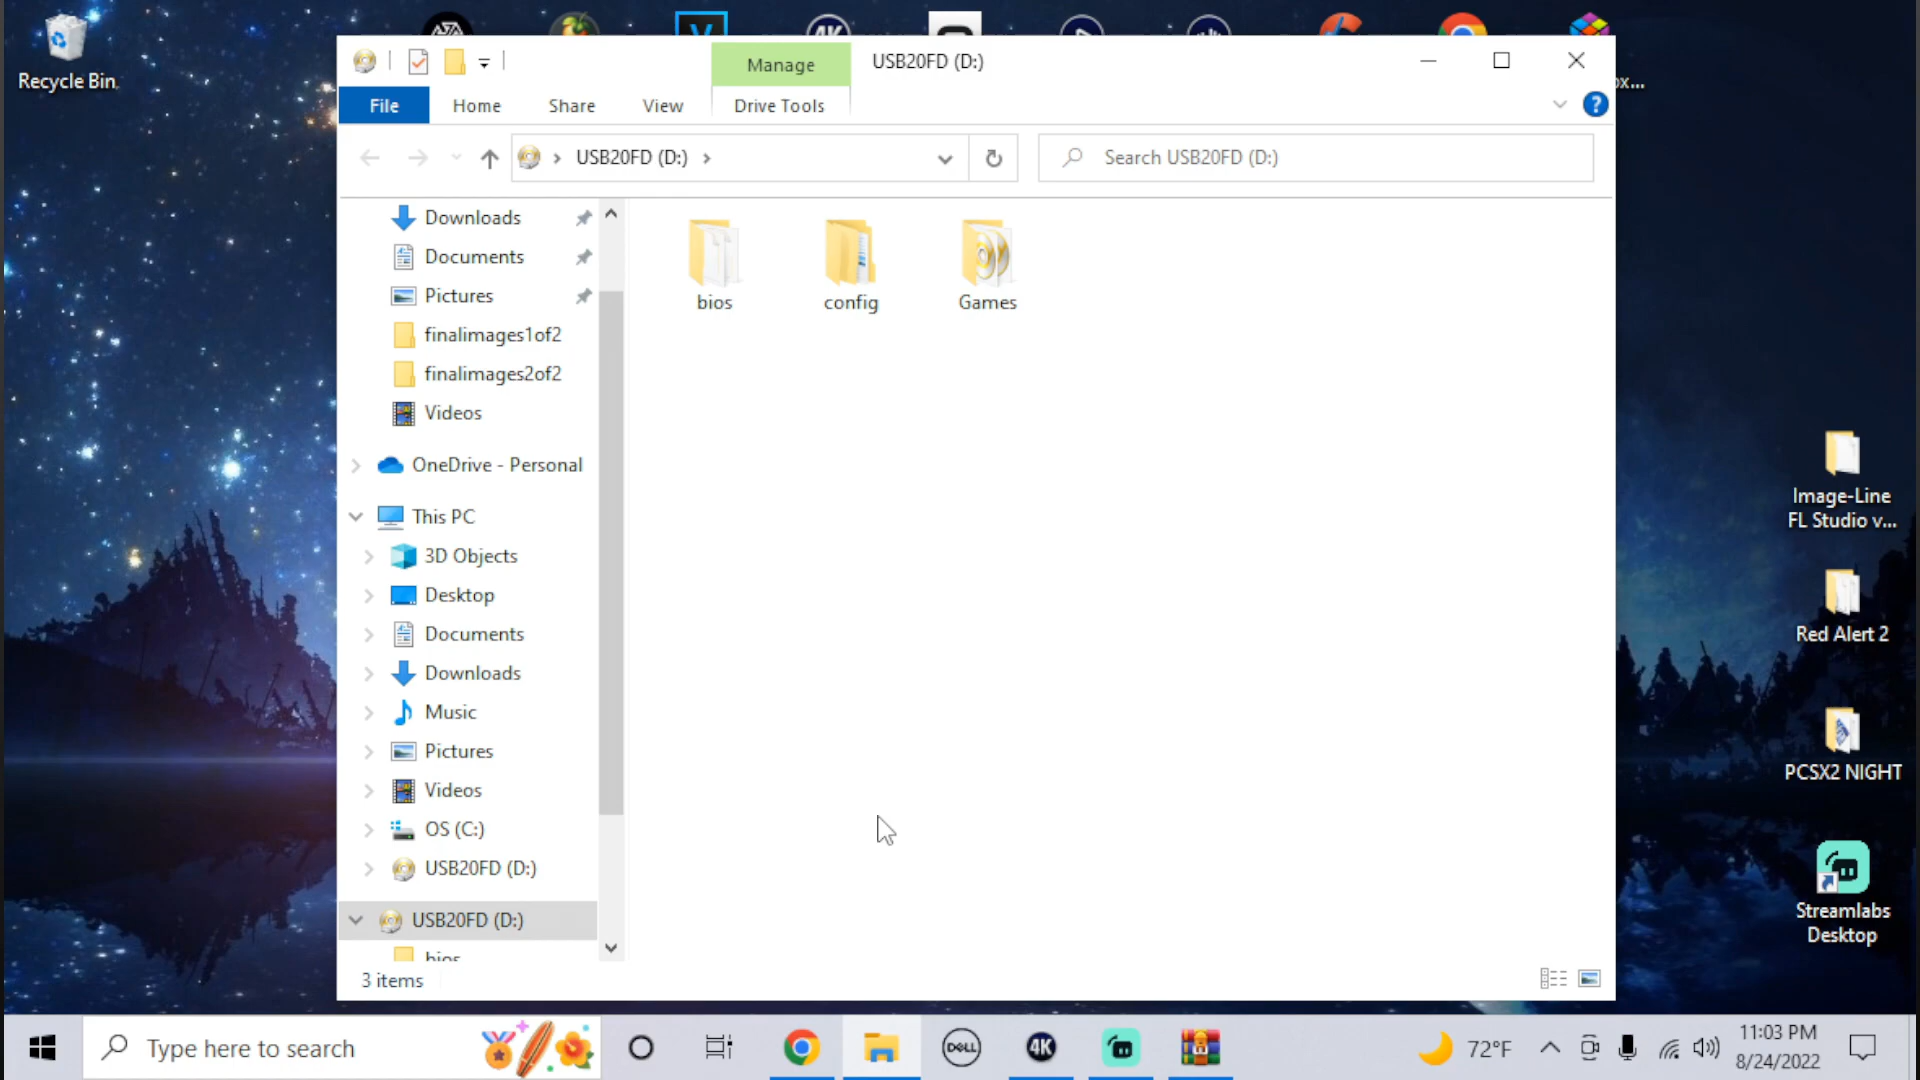 Recycle Bin
Manage
USB20FD (D:)
File
Home
Share
View
Drive Tools
?
ox...
USB20FD (D:)
Search USB20FD (D:)
Downloads
Documents
Pictures
finalimages1of2
finalimages2of2
Videos
OneDrive - Personal
This PC
3D Objects
Desktop
Documents
Downloads
Music
Pictures
Videos
OS (C:)
USB20FD (D:)
USB20FD (D:)
bios
3 items
bios
config
Games
Image-Line
FL Studio v...
Red Alert 2
PCSX2 NIGHT
Streamlabs
Desktop
Type here to search
DELL
4K
72°F
11:03 PM
8/24/2022